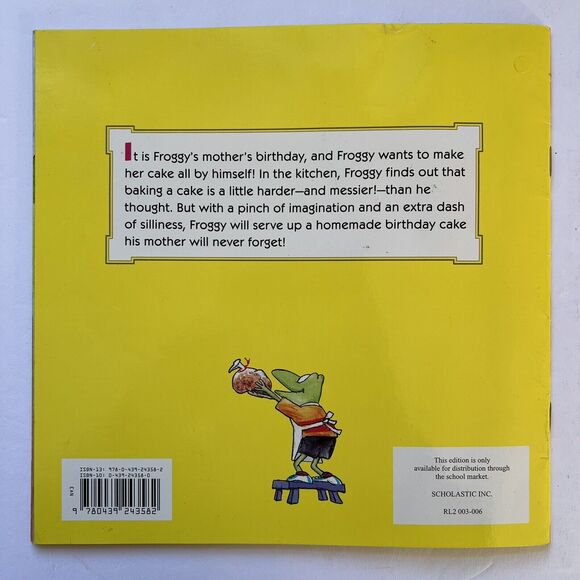 It is Froggy's mother's birthday, and Froggy wants to make
her cake all by himself! In the kitchen, Froggy finds out that
baking a cake is a little harder—and messier!—than he
thought. But with a pinch of imagination and an extra dash
of silliness, Froggy will serve up a homemade birthday cake
his mother will never forget!
ISBN-13: 978-0-439-24358-2
ISBN-10: 0-439-24358-0
EAN
9 780439 243582
This edition is only
available for distribution through
the school market.
SCHOLASTIC INC.
RL2 003-006